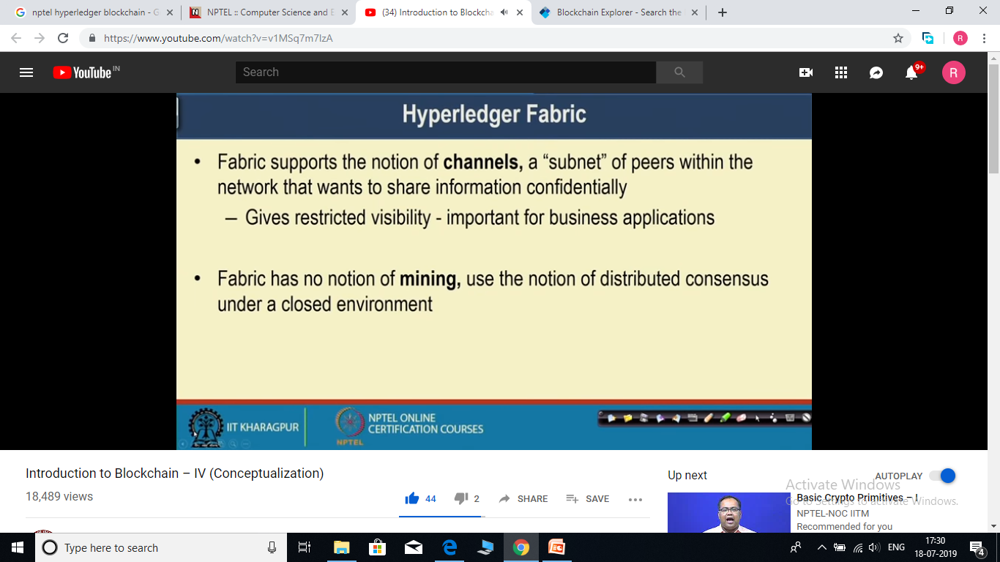 nptel hyperledger blockchain - G
NPTEL :: Computer Science and E
(34) Introduction to Blockcha
Blockchain Explorer - Search the
https://www.youtube.com/watch?v=v1MSq7m7lzA
R
YouTube IN
Search
9+
R
Hyperledger Fabric
• Fabric supports the notion of channels, a “subnet” of peers within the
network that wants to share information confidentially
– Gives restricted visibility - important for business applications
• Fabric has no notion of mining, use the notion of distributed consensus
under a closed environment
IIT KHARAGPUR
NPTEL
NPTEL ONLINE
CERTIFICATION COURSES
Introduction to Blockchain – IV (Conceptualization)
18,489 views
44
2
SHARE
SAVE
Up next
AUTOPLAY
Activate Windows
Go to Settings to activate Windows.
Basic Crypto Primitives – I
NPTEL-NOC IITM
Recommended for you
Type here to search
ENG
17:30
18-07-2019
4